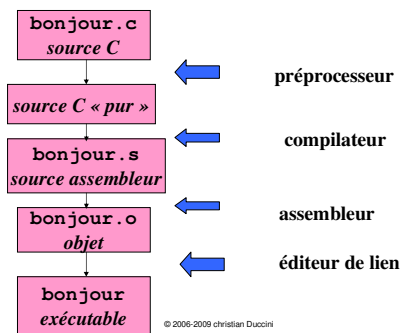 bonjour.c
source C
préprocesseur
source C « pur »
compilateur
bonjour.s
source assembleur
assembleur
bonjour.o
objet
éditeur de lien
bonjour
exécutable
© 2006-2009 christian Duccini